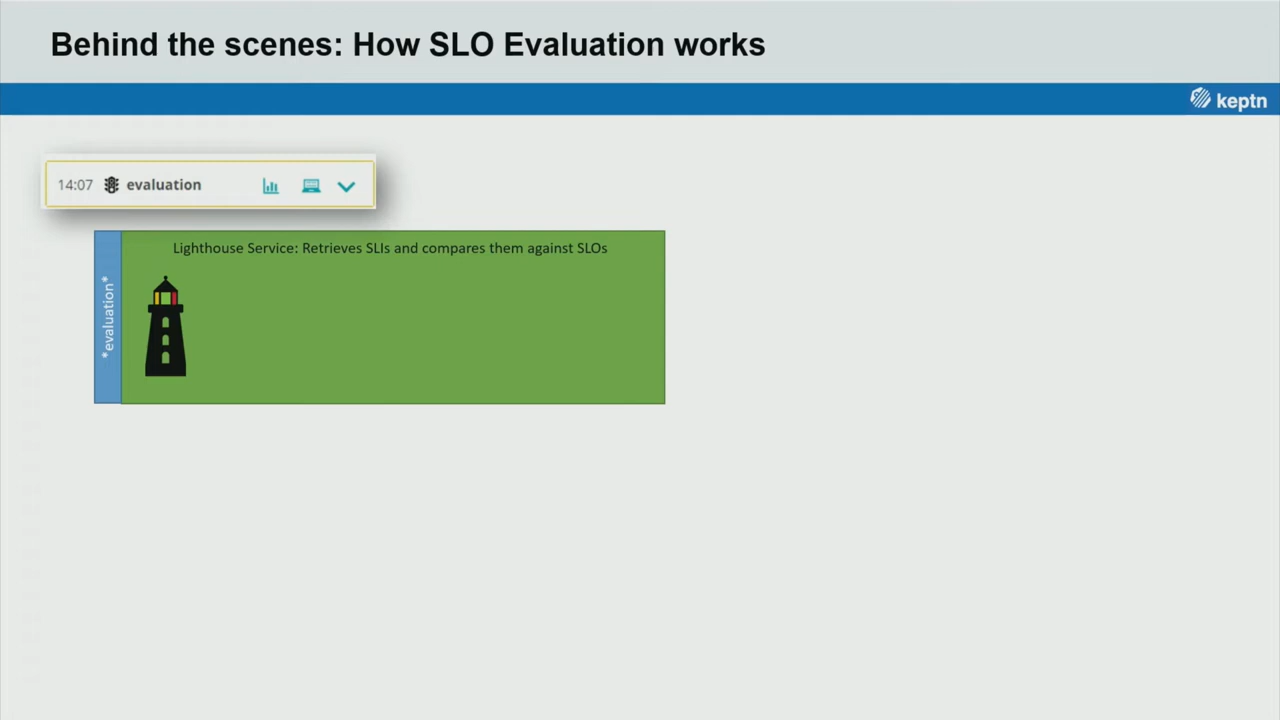 Behind the scenes: How SLO Evaluation works
keptn
14:07 evaluation
Lighthouse Service: Retrieves SLIs and compares them against SLOs
*evaluation*